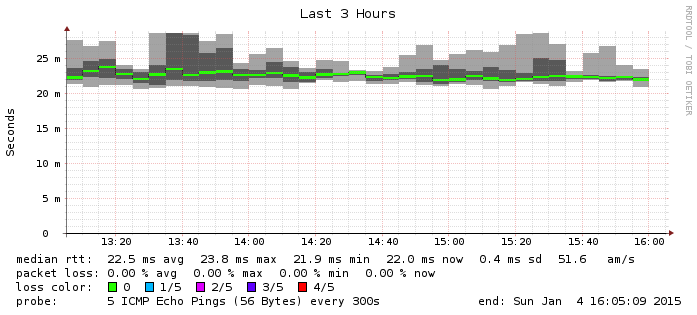 Last 3 Hours
RRDTOOL / TOBI OETIKER
Seconds
25 m
20 m
15 m
10 m
5 m
0
13:20 13:40 14:00 14:20 14:40 15:00 15:20 15:40 16:00
median rtt: 22.5 ms avg 23.8 ms max 21.9 ms min 22.0 ms now 0.4 ms sd 51.6 am/s
packet loss: 0.00 % avg 0.00 % max 0.00 % min 0.00 % now
loss color: 0 1/5 2/5 3/5 4/5
probe: 5 ICMP Echo Pings (56 Bytes) every 300s end: Sun Jan 4 16:05:09 2015